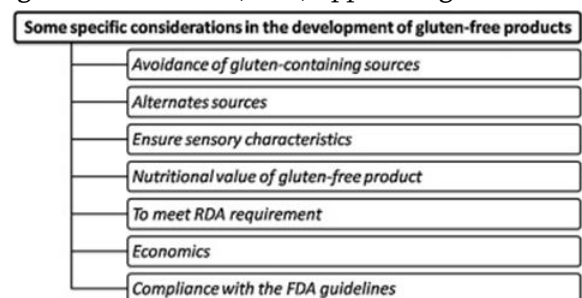 Some specific considerations in the development of gluten-free products
Avoidance of gluten-containing sources
Alternates sources
Ensure sensory characteristics
Nutritional value of gluten-free product
To meet RDA requirement
Economics
Compliance with the FDA guidelines